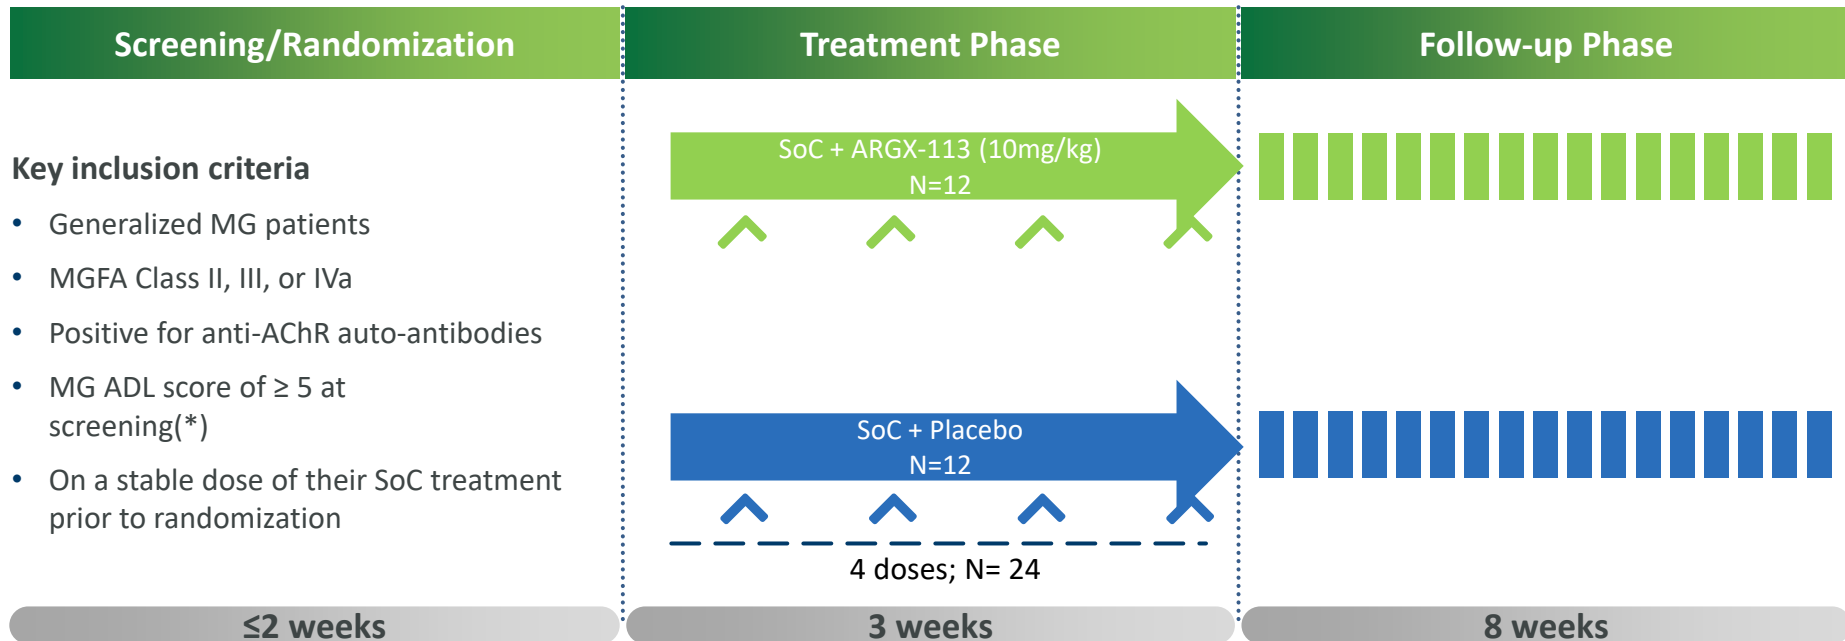 Screening/Randomization
Treatment Phase
Follow-up Phase
Key inclusion criteria
• Generalized MG patients
• MGFA Class II, III, or IVa
• Positive for anti-AChR auto-antibodies
• MG ADL score of ≥ 5 at
screening(*)
• On a stable dose of their SoC treatment
prior to randomization
SoC + ARGX-113 (10mg/kg)
N=12
SoC + Placebo
N=12
4 doses; N= 24
≤2 weeks
3 weeks
8 weeks